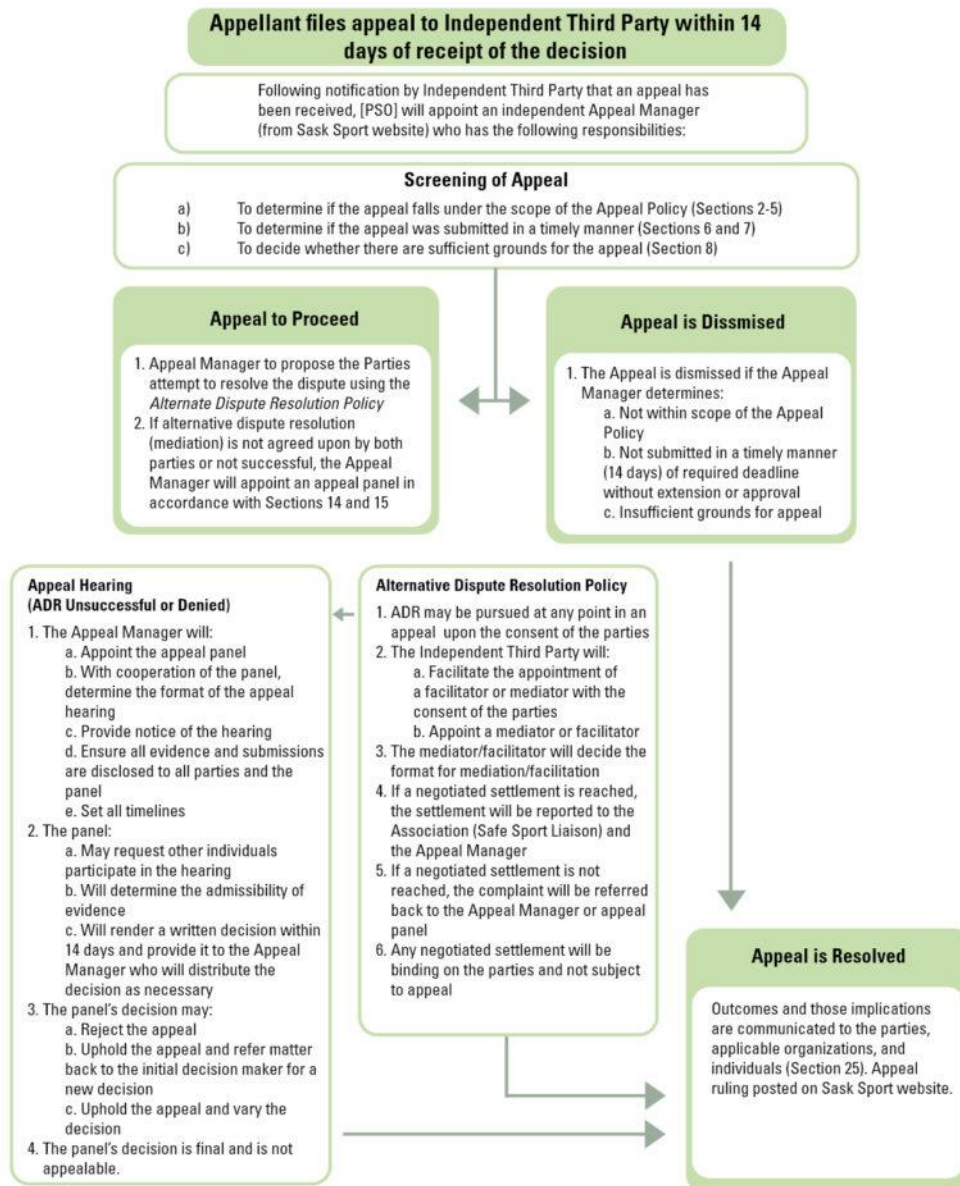 Appellant files appeal to Independent Third Party within 14
days of receipt of the decision
Following notification by Independent Third Party that an appeal has
been received, [PSO] will appoint an independent Appeal Manager
(from Sask Sport website) who has the following responsibilities:
Screening of Appeal
a) To determine if the appeal falls under the scope of the Appeal Policy (Sections 2-5)
b) To determine if the appeal was submitted in a timely manner (Sections 6 and 7)
c) To decide whether there are sufficient grounds for the appeal (Section 8)
Appeal to Proceed
1. Appeal Manager to propose the Parties
attempt to resolve the dispute using the
Alternate Dispute Resolution Policy
2. If alternative dispute resolution
(mediation) is not agreed upon by both
parties or not successful, the Appeal
Manager will appoint an appeal panel in
accordance with Sections 14 and 15
Appeal is Dissmised
1. The Appeal is dismissed if the Appeal
Manager determines:
a. Not within scope of the Appeal
Policy
b. Not submitted in a timely manner
(14 days) of required deadline
without extension or approval
c. Insufficient grounds for appeal
Appeal Hearing
(ADR Unsuccessful or Denied)
1. The Appeal Manager will:
a. Appoint the appeal panel
b. With cooperation of the panel,
determine the format of the appeal
hearing
c. Provide notice of the hearing
d. Ensure all evidence and submissions
are disclosed to all parties and the
panel
e. Set all timelines
2. The panel:
a. May request other individuals
participate in the hearing
b. Will determine the admissibility of
evidence
c. Will render a written decision within
14 days and provide it to the Appeal
Manager who will distribute the
decision as necessary
3. The panel's decision may:
a. Reject the appeal
b. Uphold the appeal and refer matter
back to the initial decision maker for a
new decision
c. Uphold the appeal and vary the
decision
4. The panel's decision is final and is not
appealable.
Alternative Dispute Resolution Policy
1. ADR may be pursued at any point in an
appeal upon the consent of the parties
2. The Independent Third Party will:
a. Facilitate the appointment of
a facilitator or mediator with the
consent of the parties
b. Appoint a mediator or facilitator
3. The mediator/facilitator will decide the
format for mediation/facilitation
4. If a negotiated settlement is reached,
the settlement will be reported to the
Association (Safe Sport Liaison) and
the Appeal Manager
5. If a negotiated settlement is not
reached, the complaint will be referred
back to the Appeal Manager or appeal
panel
6. Any negotiated settlement will be
binding on the parties and not subject
to appeal
Appeal is Resolved
Outcomes and those implications
are communicated to the parties,
applicable organizations, and
individuals (Section 25). Appeal
ruling posted on Sask Sport website.